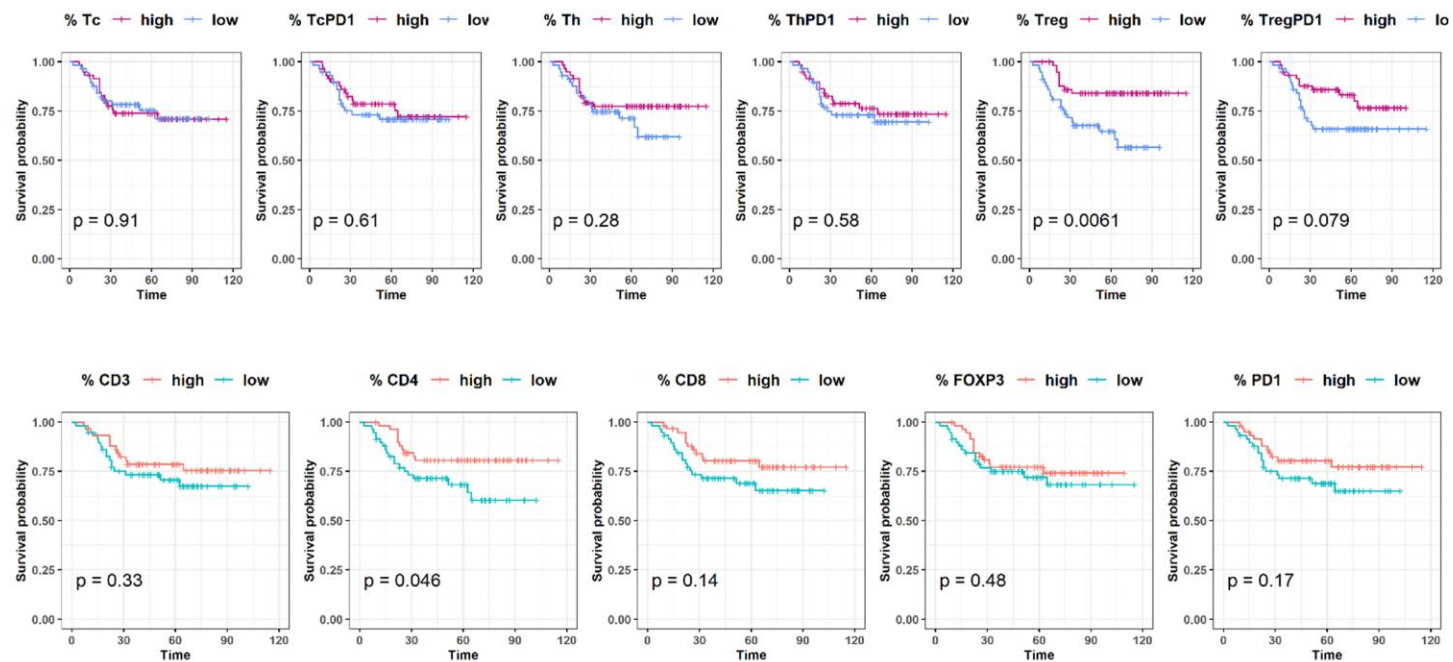 % Tc high low
% TcPD1 high low
% Th high low
% ThPD1 high lov
% Treg high low
% TregPD1 high lo
Survival probability
1.00
0.75
0.50
0.25
0.00
p = 0.91
0 30 60 90 120
Time
Survival probability
1.00
0.75
0.50
0.25
0.00
p = 0.61
0 30 60 90 120
Time
Survival probability
1.00
0.75
0.50
0.25
0.00
p = 0.28
0 30 60 90 120
Time
Survival probability
1.00
0.75
0.50
0.25
0.00
p = 0.58
0 30 60 90 120
Time
Survival probability
1.00
0.75
0.50
0.25
0.00
p = 0.0061
0 30 60 90 120
Time
Survival probability
1.00
0.75
0.50
0.25
0.00
p = 0.079
0 30 60 90 120
Time
% CD3 high low
% CD4 high low
% CD8 high low
% FOXP3 high low
% PD1 high low
Survival probability
1.00
0.75
0.50
0.25
0.00
p = 0.33
0 30 60 90 120
Time
Survival probability
1.00
0.75
0.50
0.25
0.00
p = 0.046
0 30 60 90 120
Time
Survival probability
1.00
0.75
0.50
0.25
0.00
p = 0.14
0 30 60 90 120
Time
Survival probability
1.00
0.75
0.50
0.25
0.00
p = 0.48
0 30 60 90 120
Time
Survival probability
1.00
0.75
0.50
0.25
0.00
p = 0.17
0 30 60 90 120
Time